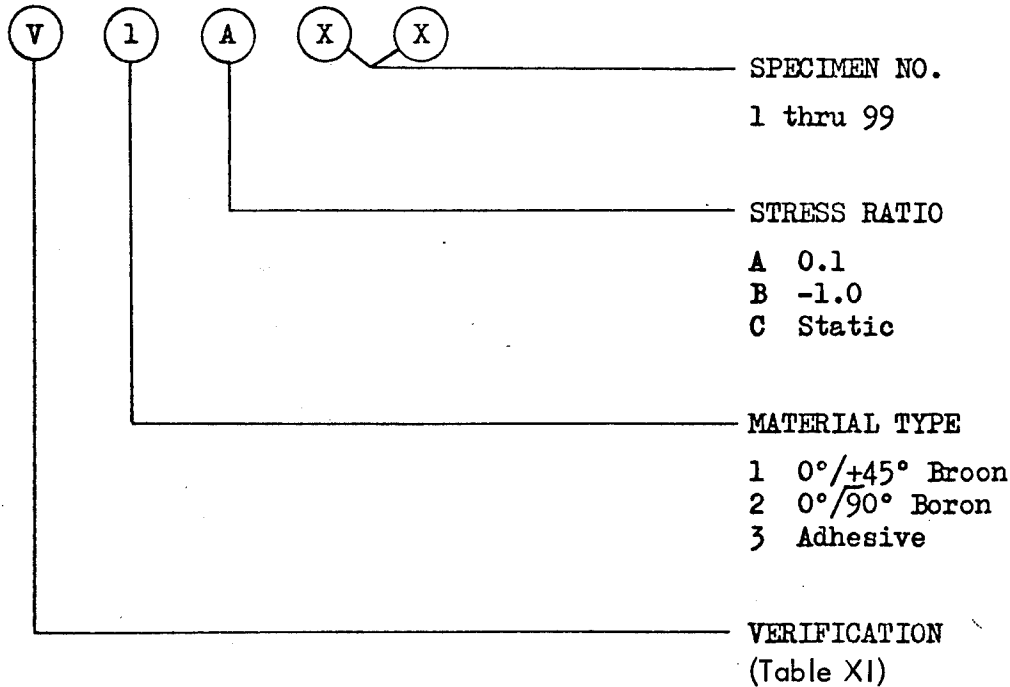 V 1 A X X
SPECIMEN NO.
1 thru 99
STRESS RATIO
A 0.1
B -1.0
C Static
MATERIAL TYPE
1 0°/±45° Broon
2 0°/90° Boron
3 Adhesive
VERIFICATION
(Table XI)